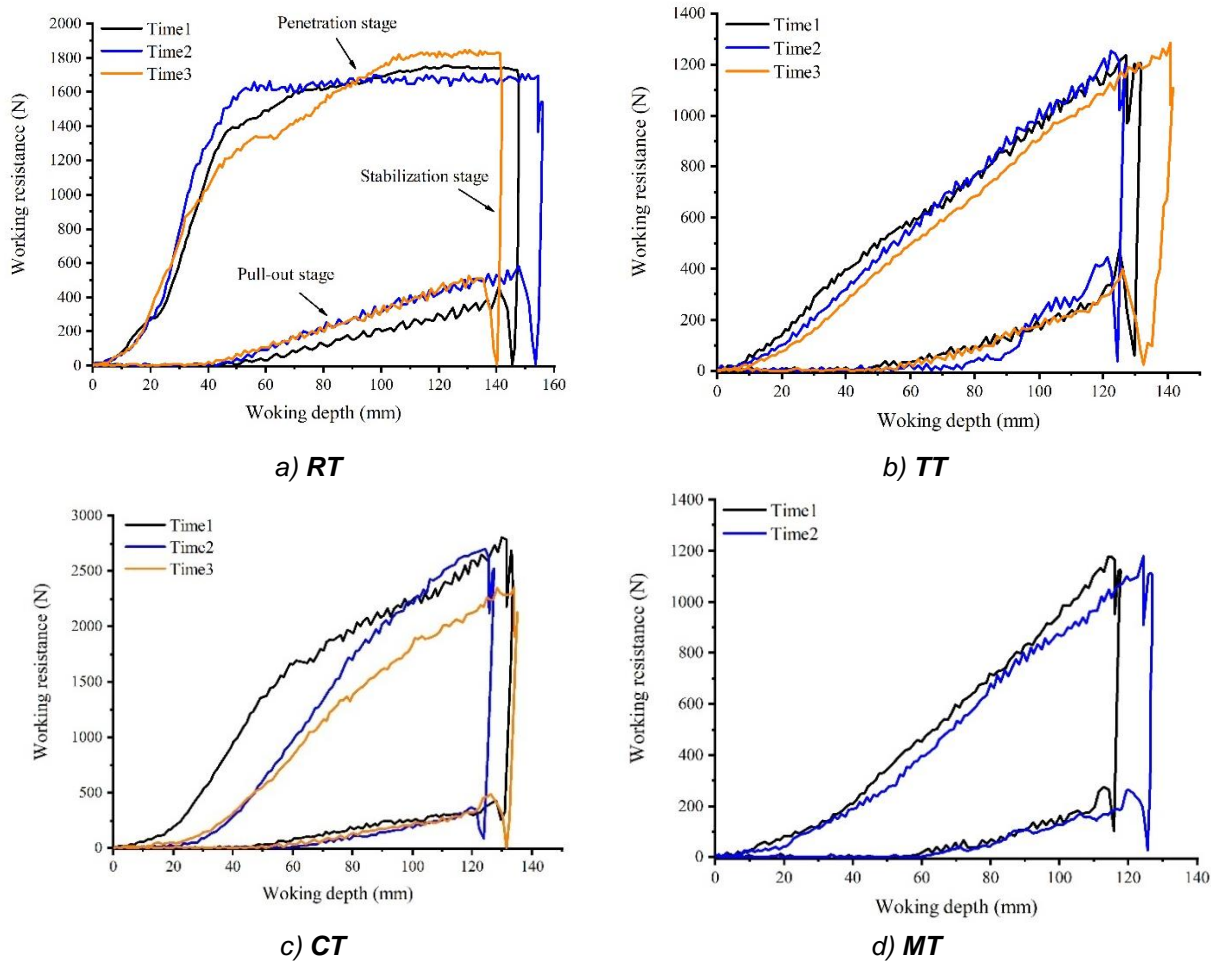 2000
1800
1600
1400
1200
1000
800
600
400
200
0
Working resistance (N)
Time1
Time2
Time3
Penetration stage
Stabilization stage
Pull-out stage
0 20 40 60 80 100 120 140 160
Woking depth (mm)
a) RT
1400
1200
1000
800
600
400
200
0
Working resistance (N)
Time1
Time2
Time3
0 20 40 60 80 100 120 140
Woking depth (mm)
b) TT
3000
2500
2000
1500
1000
500
0
Working resistance (N)
Time1
Time2
Time3
0 20 40 60 80 100 120 140
Woking depth (mm)
c) CT
1400
1200
1000
800
600
400
200
0
Working resistance (N)
Time1
Time2
0 20 40 60 80 100 120 140
Woking depth (mm)
d) MT